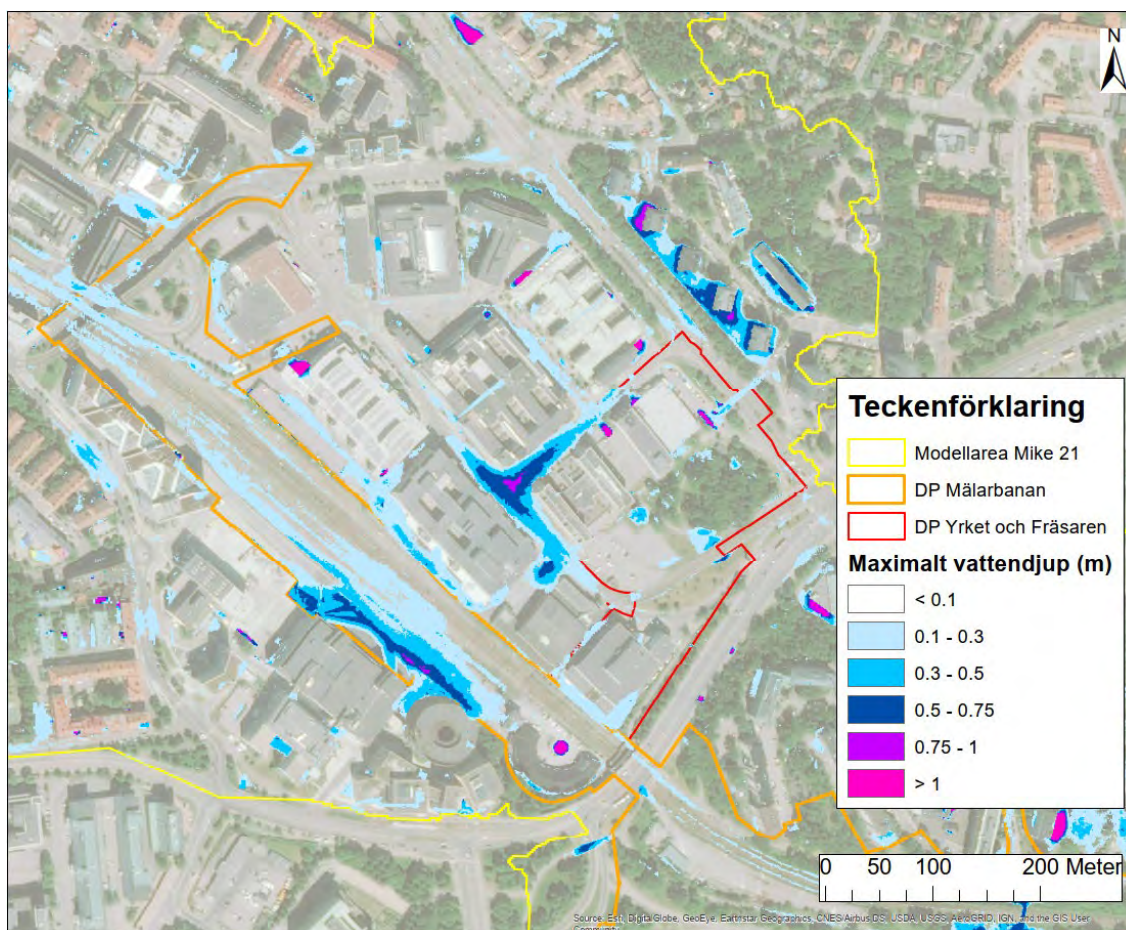 N
Teckenförklaring
Modellarea Mike 21
DP Mälarbanan
DP Yrket och Fräsaren
Maximalt vattendjup (m)
< 0.1
0.1 - 0.3
0.3 - 0.5
0.5 - 0.75
0.75 - 1
> 1
0 50 100 200 Meter
Source: Esri, DigitalGlobe, GeoEye, Earthstar Geographics, CNES/Airbus DS, USDA, USGS, AeroGRID, IGN, and the GIS User
Community